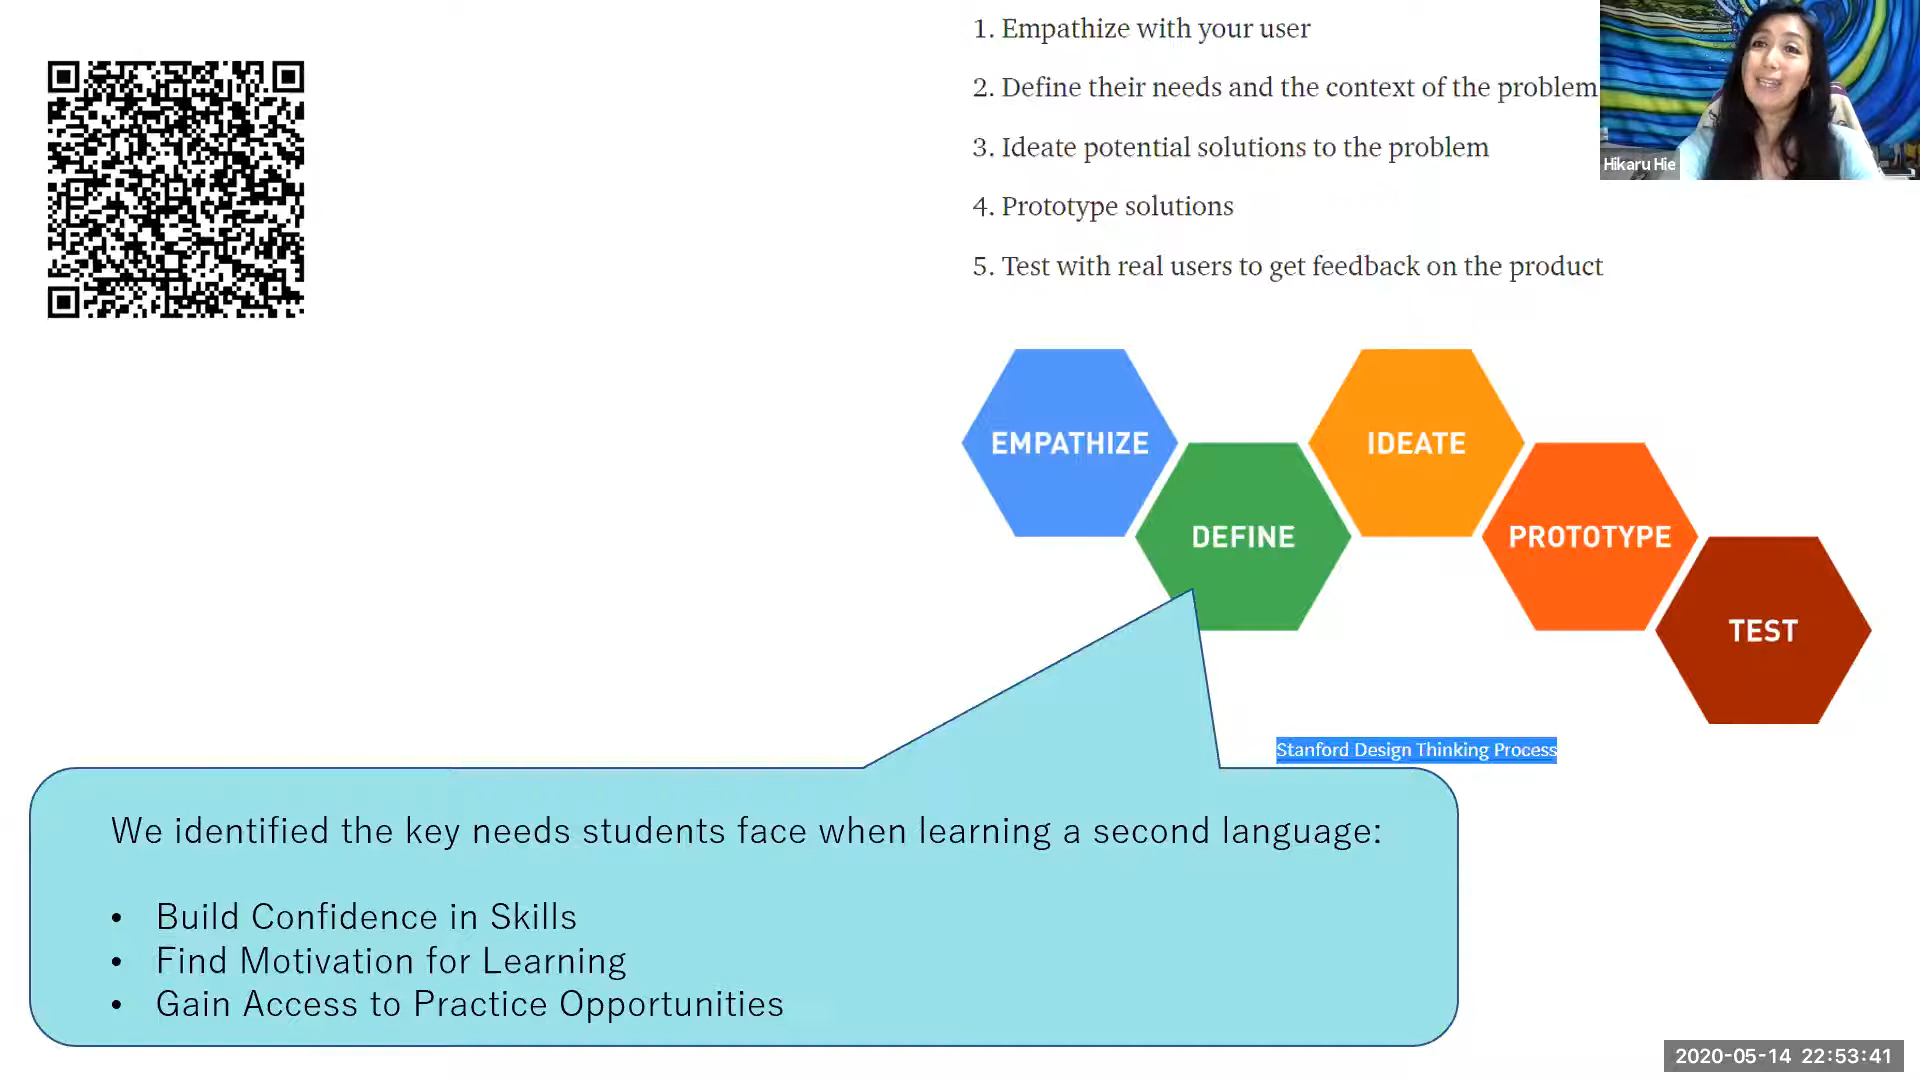 1. Empathize with your user
2. Define their needs and the context of the problem
3. Ideate potential solutions to the problem
4. Prototype solutions
5. Test with real users to get feedback on the product
Hikaru Hie
EMPATHIZE
IDEATE
DEFINE
PROTOTYPE
TEST
Stanford Design Thinking Process
We identified the key needs students face when learning a second language:
• Build Confidence in Skills
• Find Motivation for Learning
• Gain Access to Practice Opportunities
2020-05-14 22:53:41